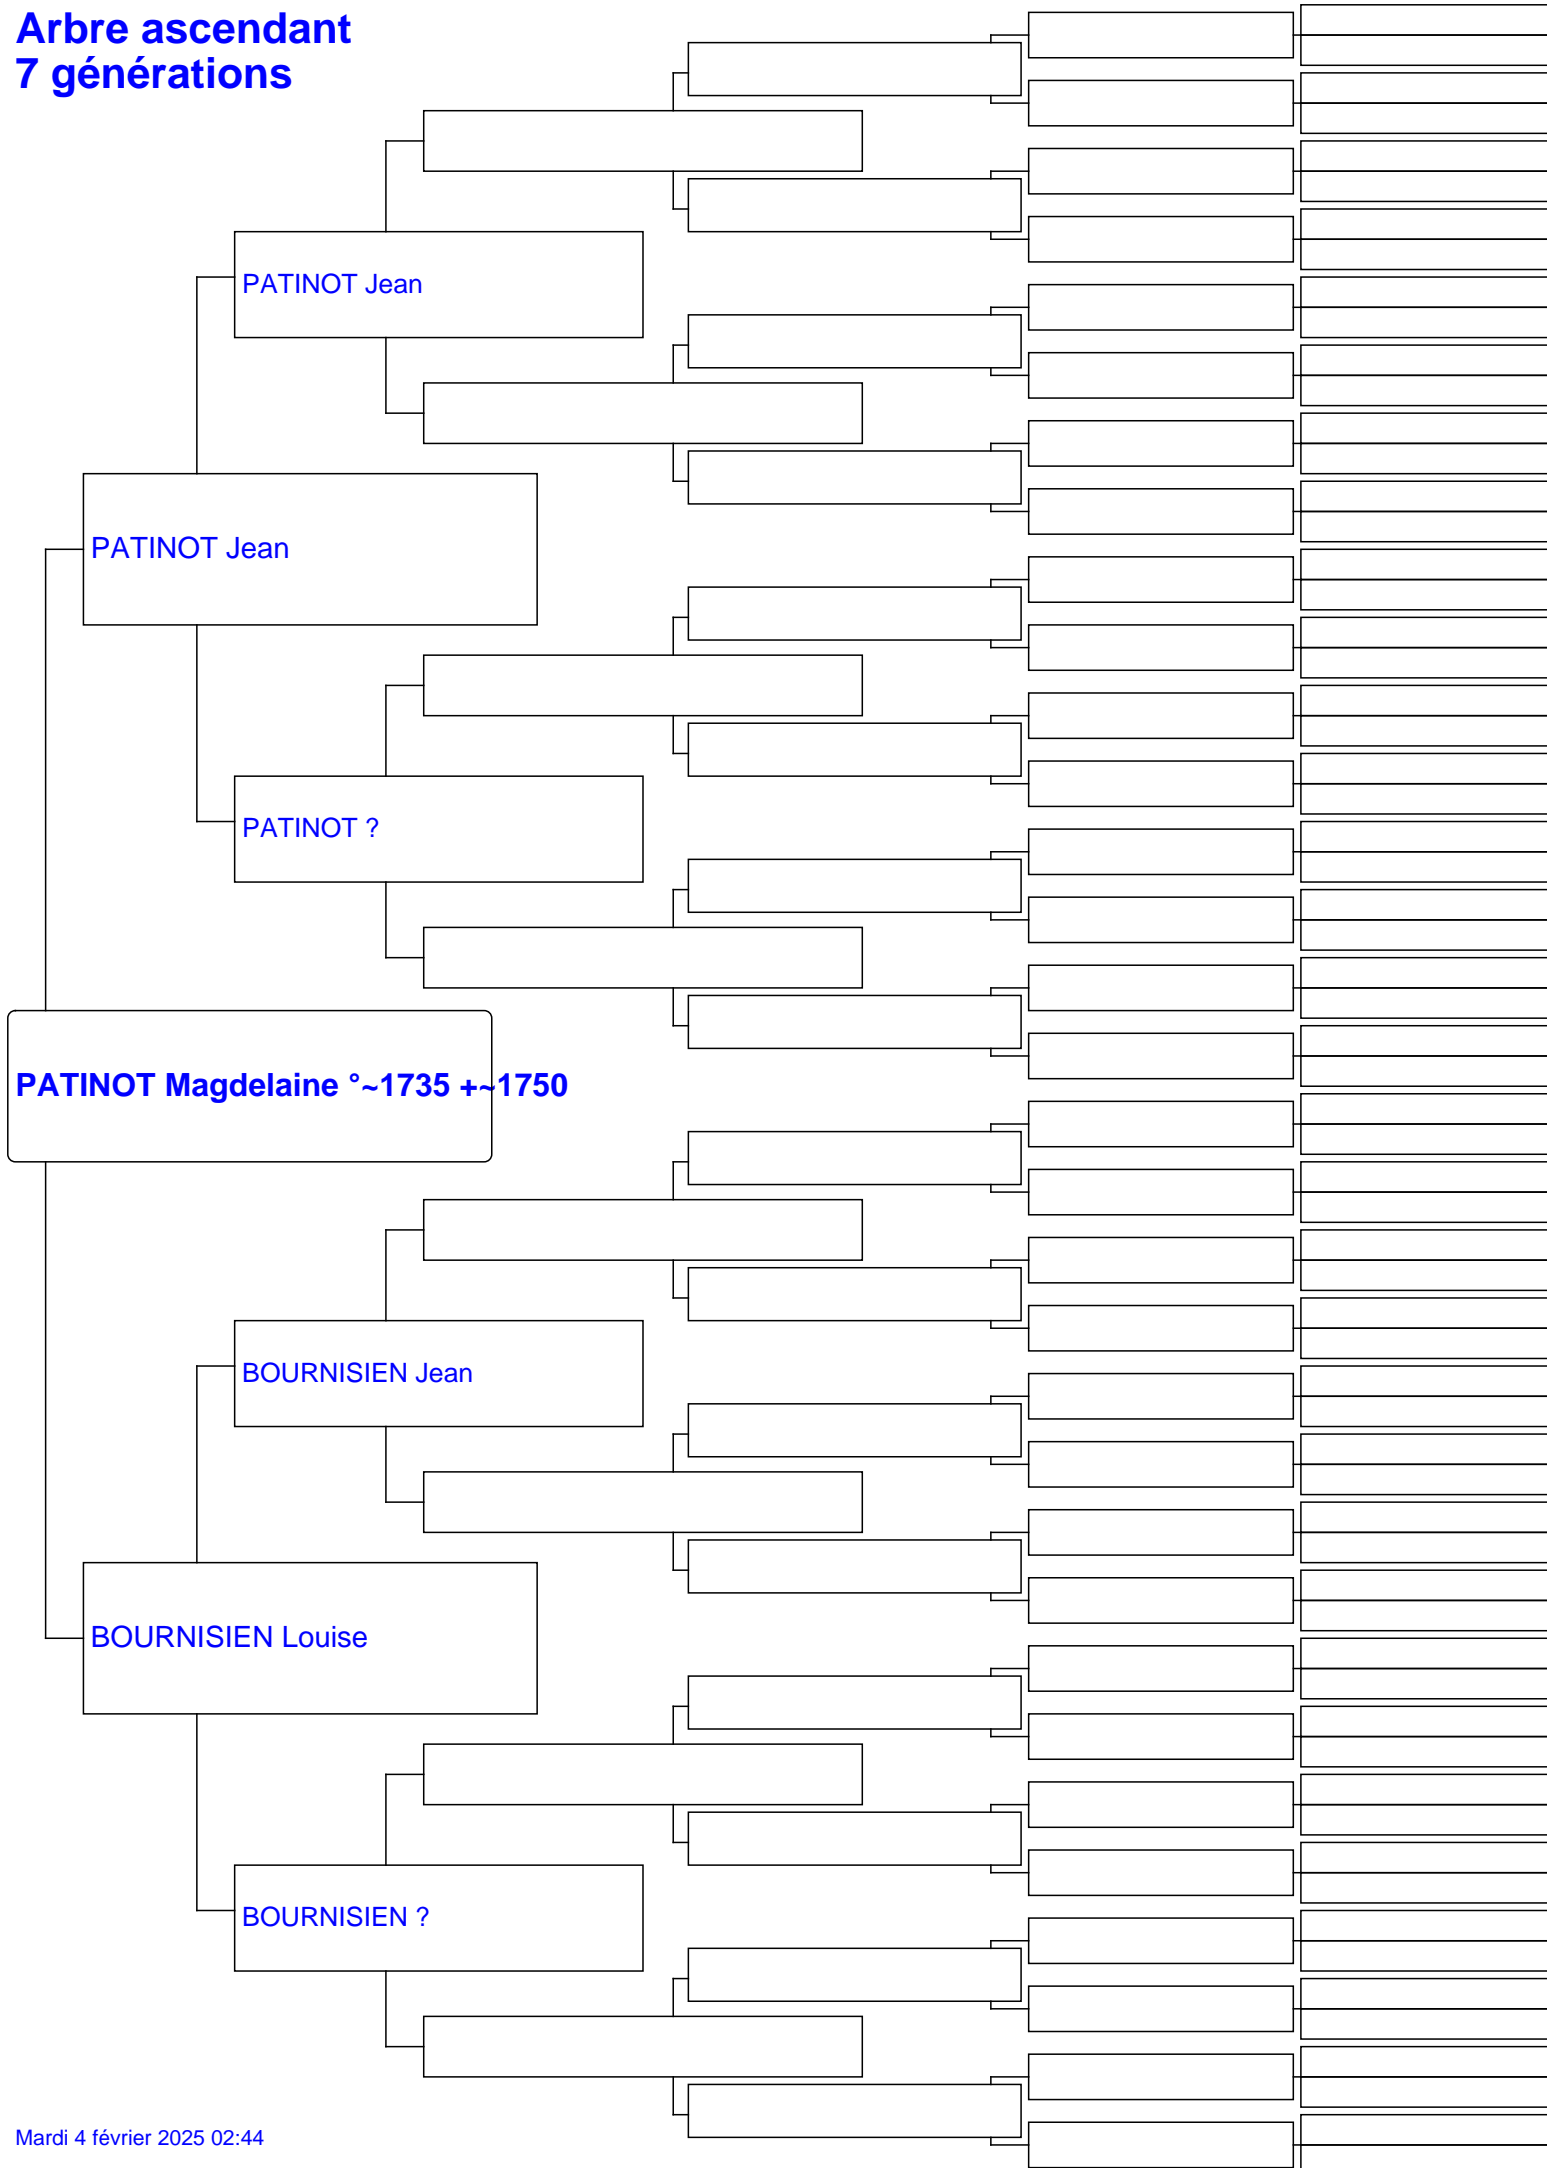 Arbre ascendant
7 générations
PATINOT Jean
PATINOT Jean
PATINOT ?
PATINOT Magdelaine °~1735 +~1750
BOURNISIEN Jean
BOURNISIEN Louise
BOURNISIEN ?
Mardi 4 février 2025 02:44